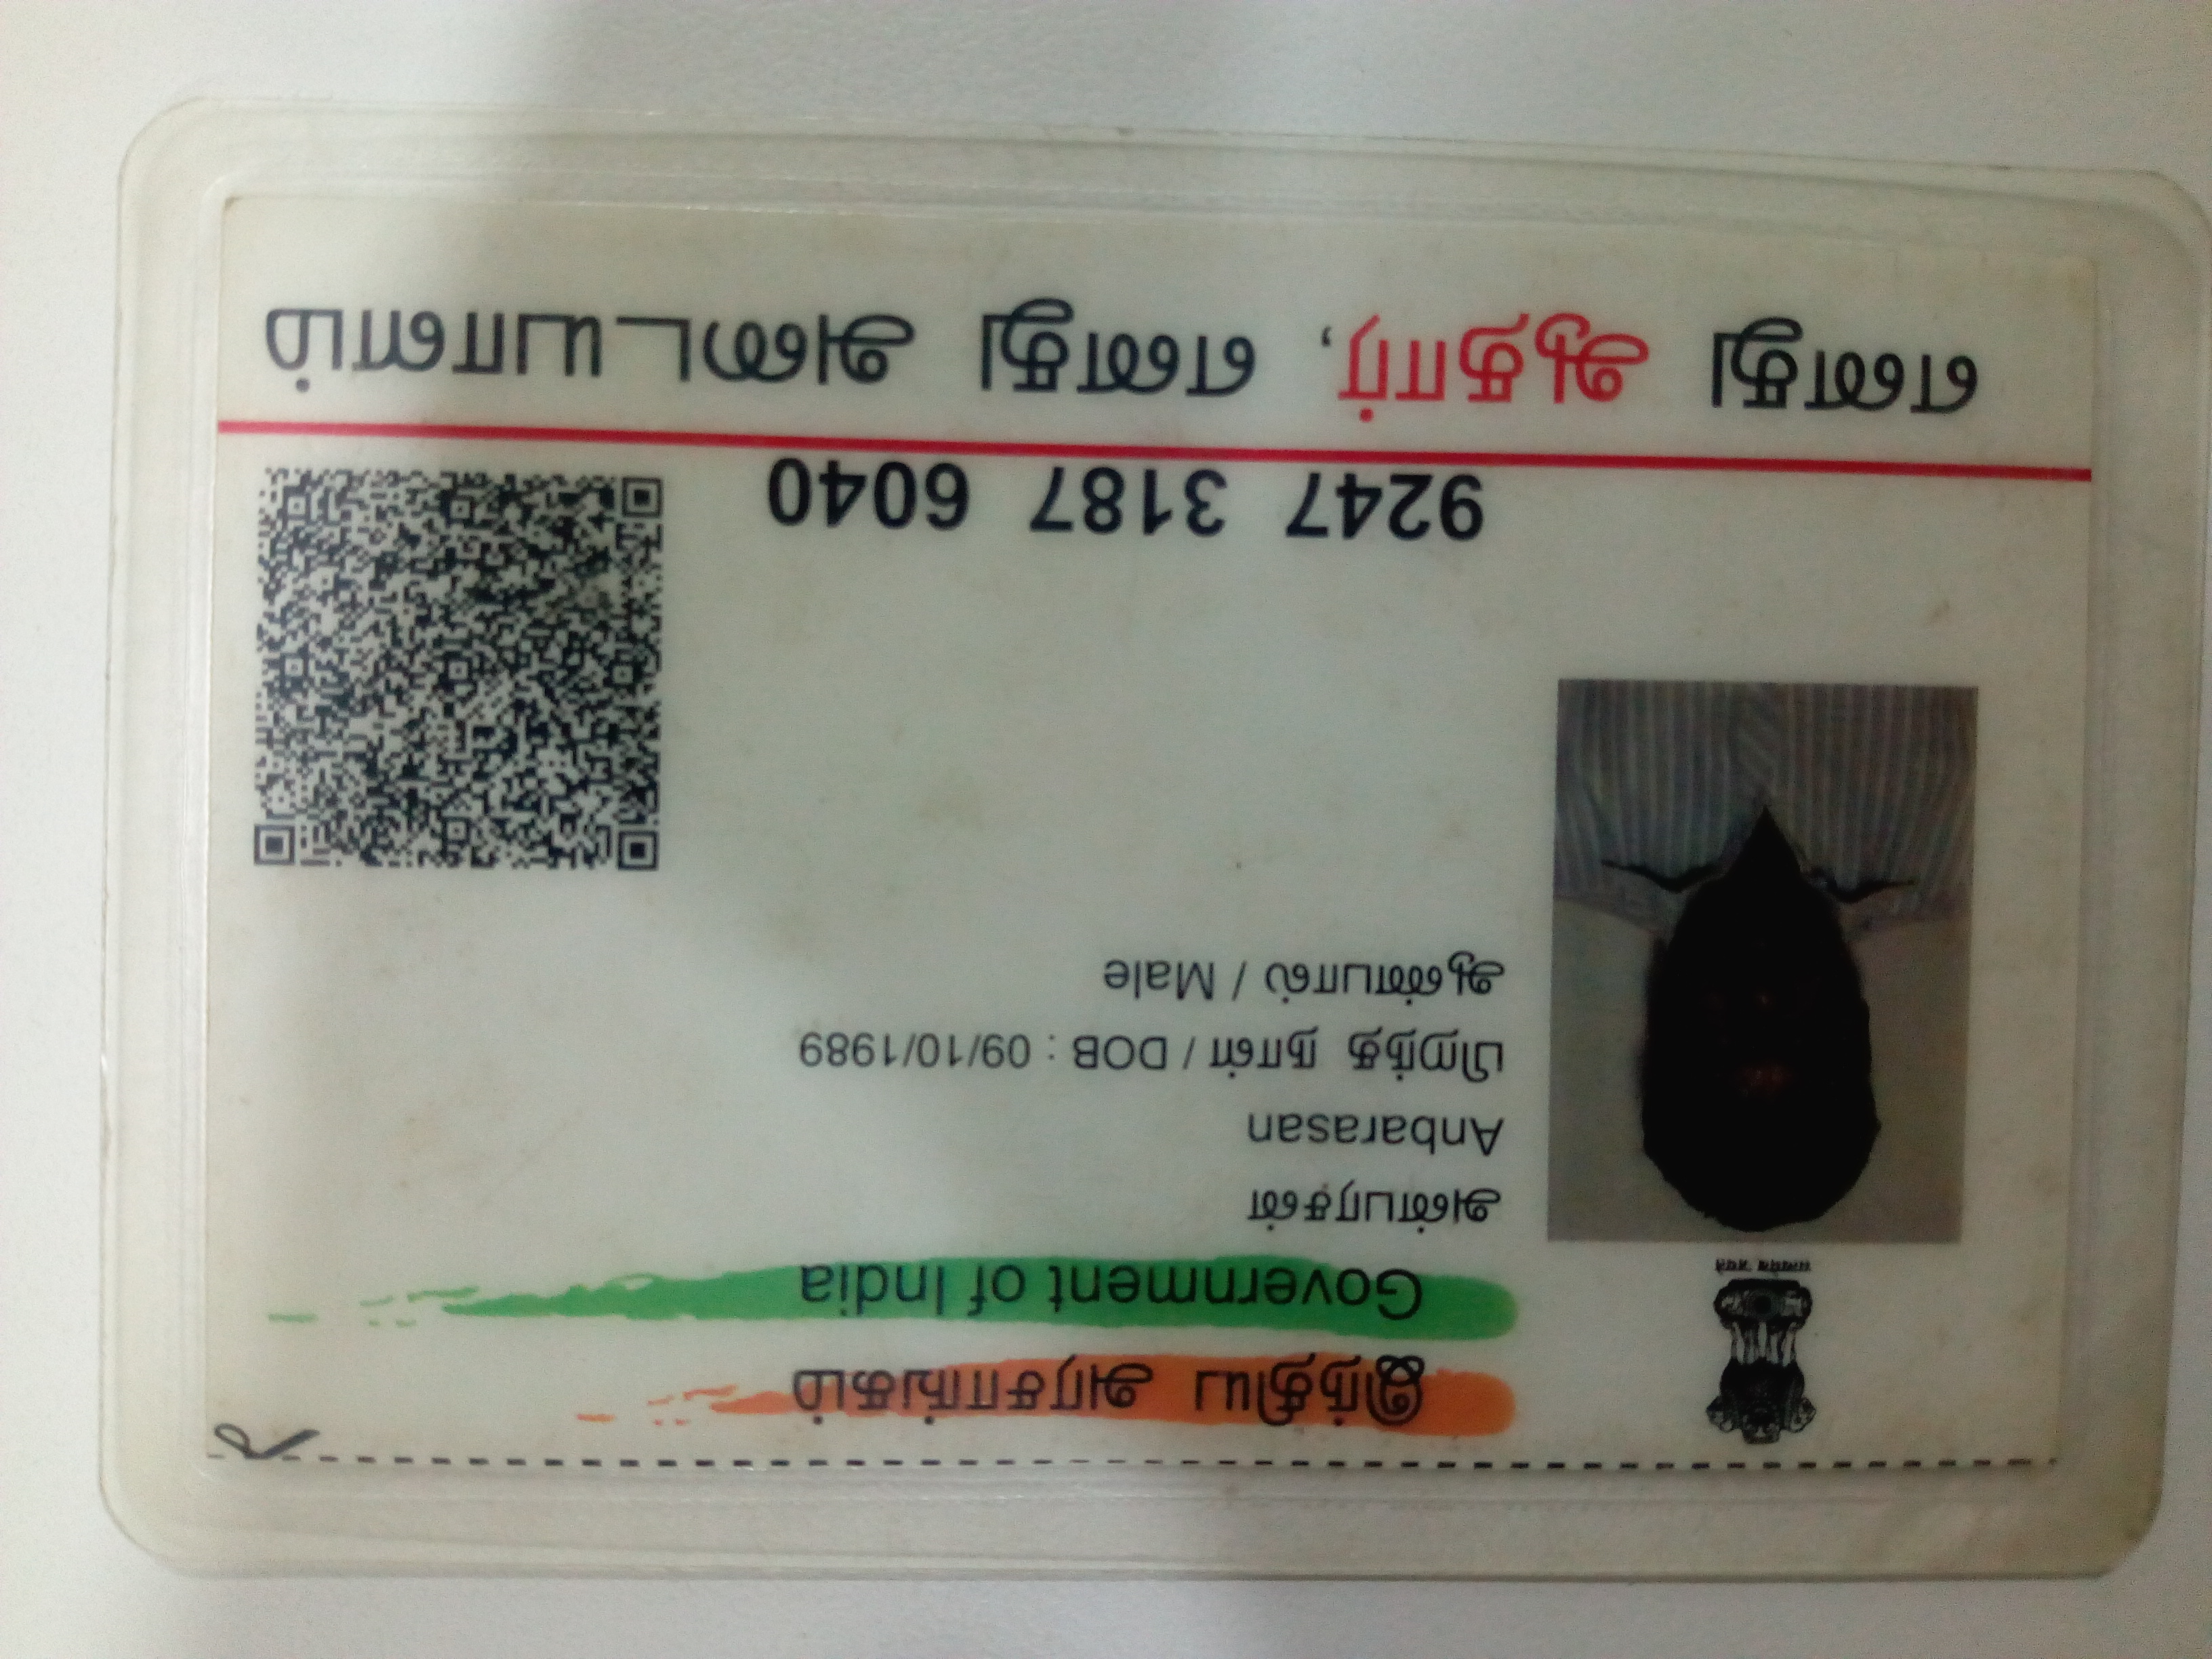 இந்திய அரசாங்கம்
Government of India
அன்பரசன்
Anbarasan
பிறந்த நாள் / DOB : 09/10/1989
ஆண்பால் / Male
9247 3187 6040
எனது ஆதார், எனது அடையாளம்